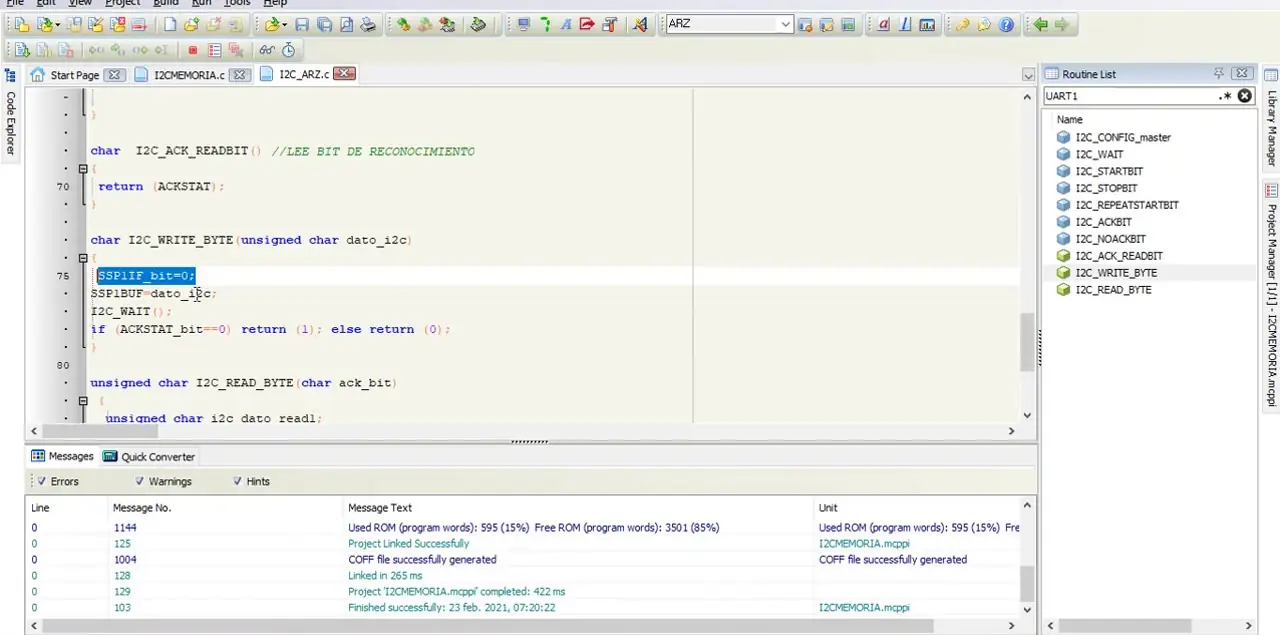 File Edit View Project Build Run Tools Help
ARZ
Start Page I2CMEMORIA.c I2C_ARZ.c
Code Explorer
}
char I2C_ACK_READBIT() //LEE BIT DE RECONOCIMIENTO
{
70 return (ACKSTAT);
}
char I2C_WRITE_BYTE(unsigned char dato_i2c)
{
75 SSP1IF_bit=0;
SSP1BUF=dato_i2c;
I2C_WAIT();
if (ACKSTAT_bit==0) return (1); else return (0);
}
80
unsigned char I2C_READ_BYTE(char ack_bit)
{
unsigned char i2c_dato_read1;
Routine List
UART1 .*
Name
I2C_CONFIG_master
I2C_WAIT
I2C_STARTBIT
I2C_STOPBIT
I2C_REPEATSTARTBIT
I2C_ACKBIT
I2C_NOACKBIT
I2C_ACK_READBIT
I2C_WRITE_BYTE
I2C_READ_BYTE
Library Manager
Project Manager [1/1] - I2CMEMORIA.mcppi
Messages Quick Converter
Errors Warnings Hints
Line Message No. Message Text Unit
0 1144 Used ROM (program words): 595 (15%) Free ROM (program words): 3501 (85%) Used ROM (program words): 595 (15%) Fre
0 125 Project Linked Successfully I2CMEMORIA.mcppi
0 1004 COFF file successfully generated COFF file successfully generated
0 128 Linked in 265 ms
0 129 Project 'I2CMEMORIA.mcppi' completed: 422 ms
0 103 Finished successfully: 23 feb. 2021, 07:20:22 I2CMEMORIA.mcppi